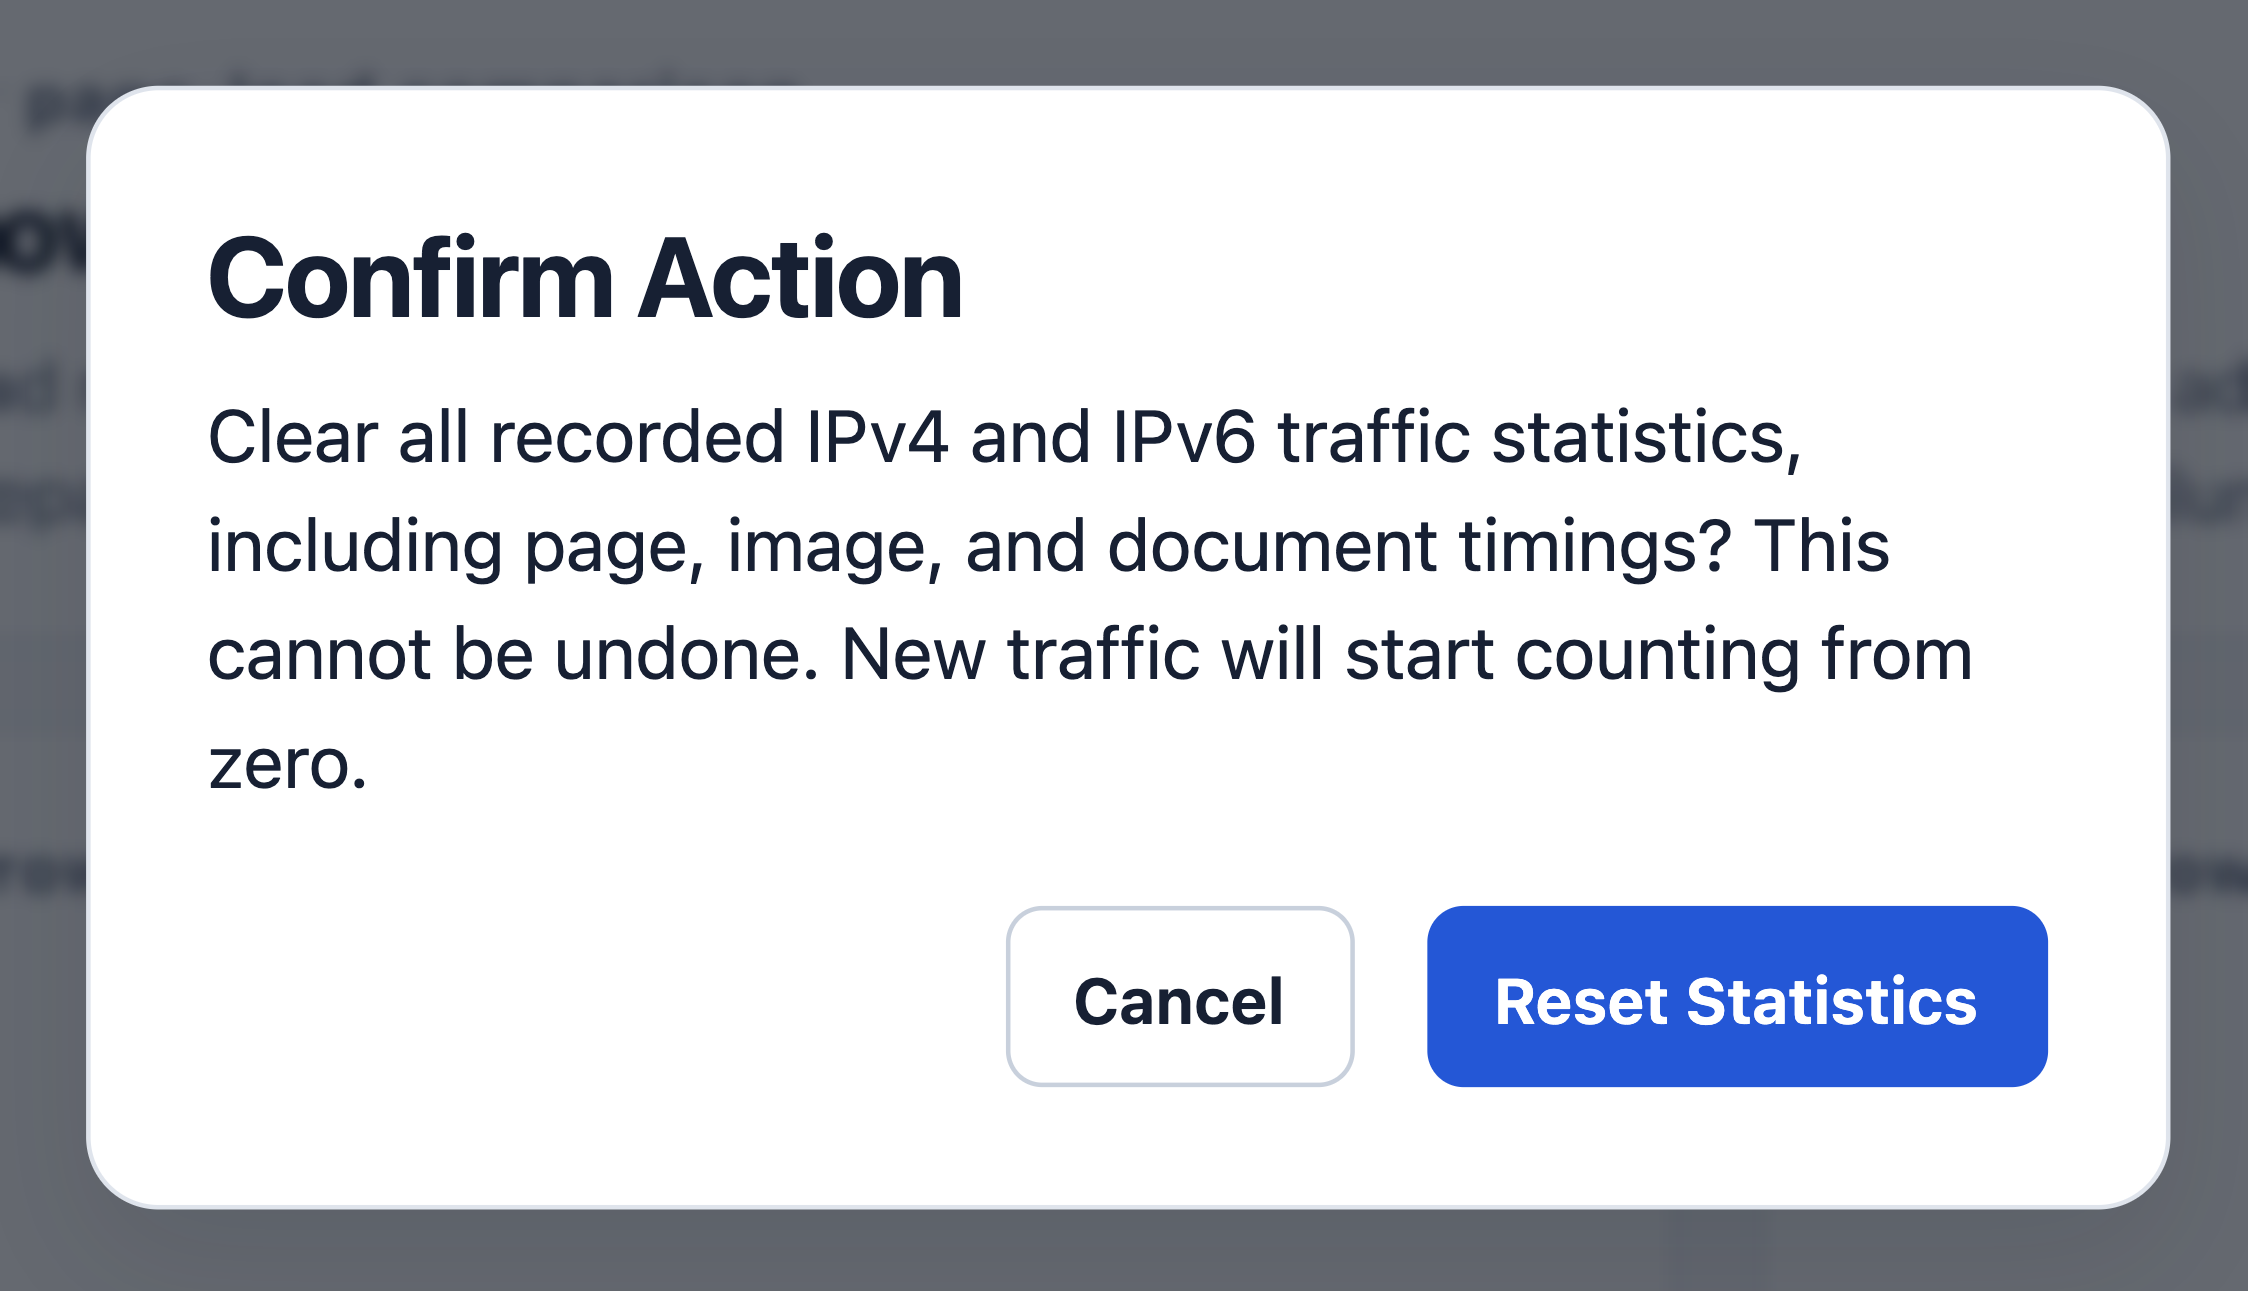 Confirm Action
Clear all recorded IPv4 and IPv6 traffic statistics,
including page, image, and document timings? This
cannot be undone. New traffic will start counting from
zero.
Cancel
Reset Statistics